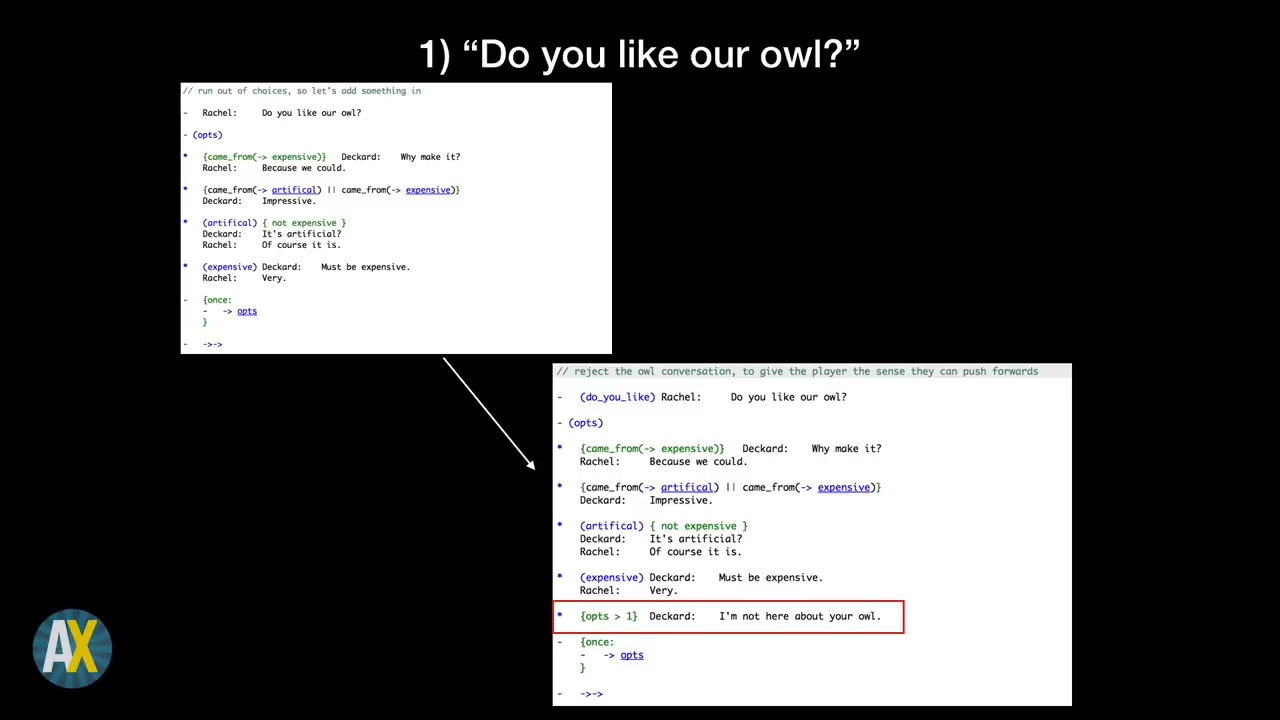 1) “Do you like our owl?”
// run out of choices, so let's add something in
- Rachel: Do you like our owl?
- (opts)
* {came_from(-> expensive)} Deckard: Why make it?
Rachel: Because we could.
* {came_from(-> artifical) || came_from(-> expensive)}
Deckard: Impressive.
* (artifical) { not expensive }
Deckard: It's artificial?
Rachel: Of course it is.
* (expensive) Deckard: Must be expensive.
Rachel: Very.
- {once:
- -> opts
}
- ->->
// reject the owl conversation, to give the player the sense they can push forwards
- (do_you_like) Rachel: Do you like our owl?
- (opts)
* {came_from(-> expensive)} Deckard: Why make it?
Rachel: Because we could.
* {came_from(-> artifical) || came_from(-> expensive)}
Deckard: Impressive.
* (artifical) { not expensive }
Deckard: It's artificial?
Rachel: Of course it is.
* (expensive) Deckard: Must be expensive.
Rachel: Very.
* {opts > 1} Deckard: I'm not here about your owl.
- {once:
- -> opts
}
- ->->
AX